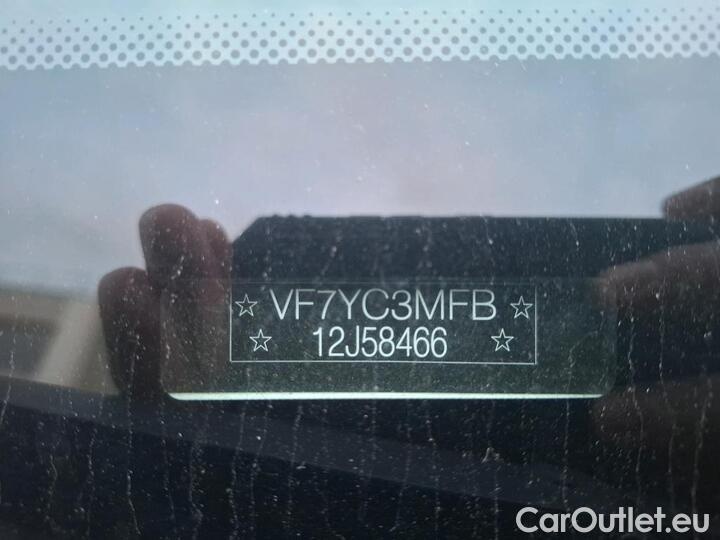 ☆ VF7YC3MFB ☆
☆ 12J58466 ☆
CarOutlet.eu